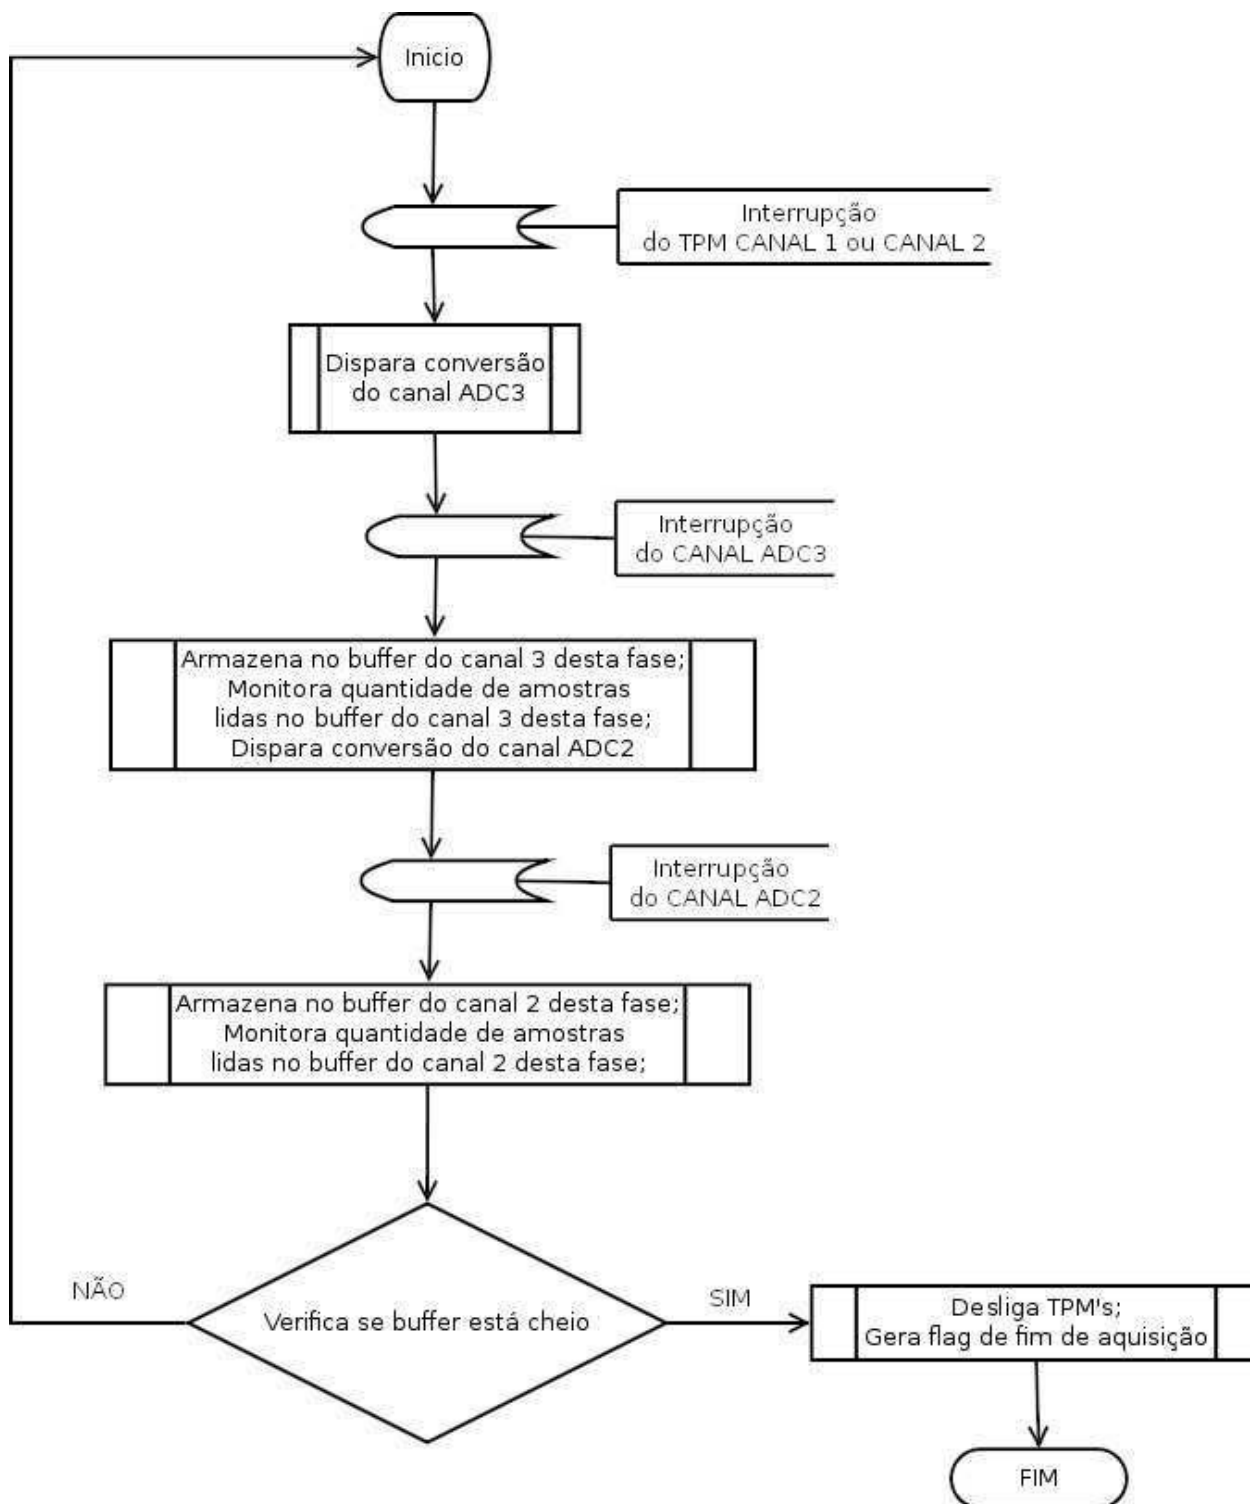 Inicio
Interrupção
do TPM CANAL 1 ou CANAL 2
Dispara conversão
do canal ADC3
Interrupção
do CANAL ADC3
Armazena no buffer do canal 3 desta fase;
Monitora quantidade de amostras
lidas no buffer do canal 3 desta fase;
Dispara conversão do canal ADC2
Interrupção
do CANAL ADC2
Armazena no buffer do canal 2 desta fase;
Monitora quantidade de amostras
lidas no buffer do canal 2 desta fase;
NÃO
Verifica se buffer está cheio
SIM
Desliga TPM's;
Gera flag de fim de aquisição
FIM